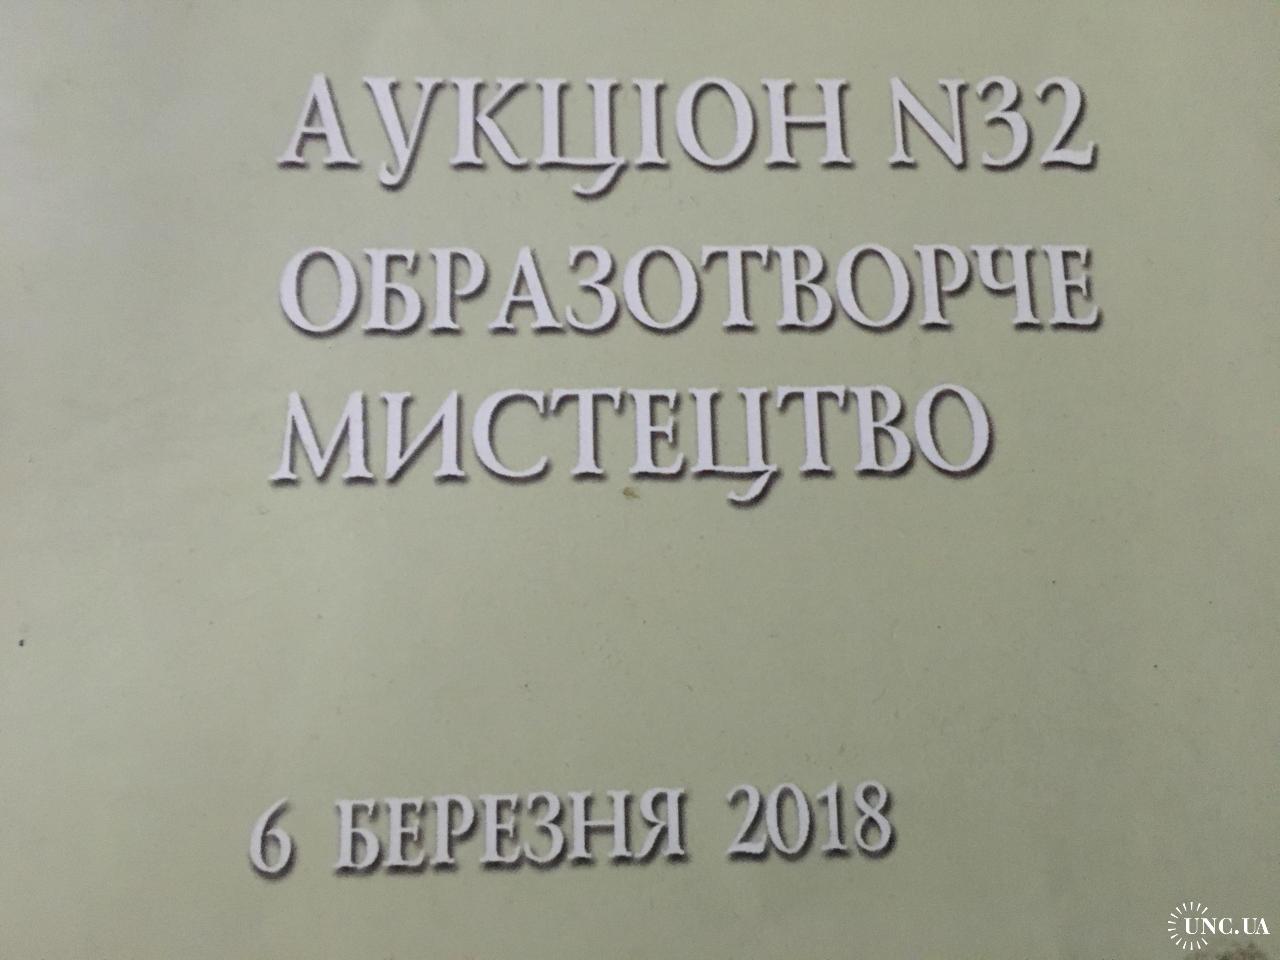 АУКЦІОН N32
ОБРАЗОТВОРЧЕ
МИСТЕЦТВО
6 БЕРЕЗНЯ 2018
UNC.UA